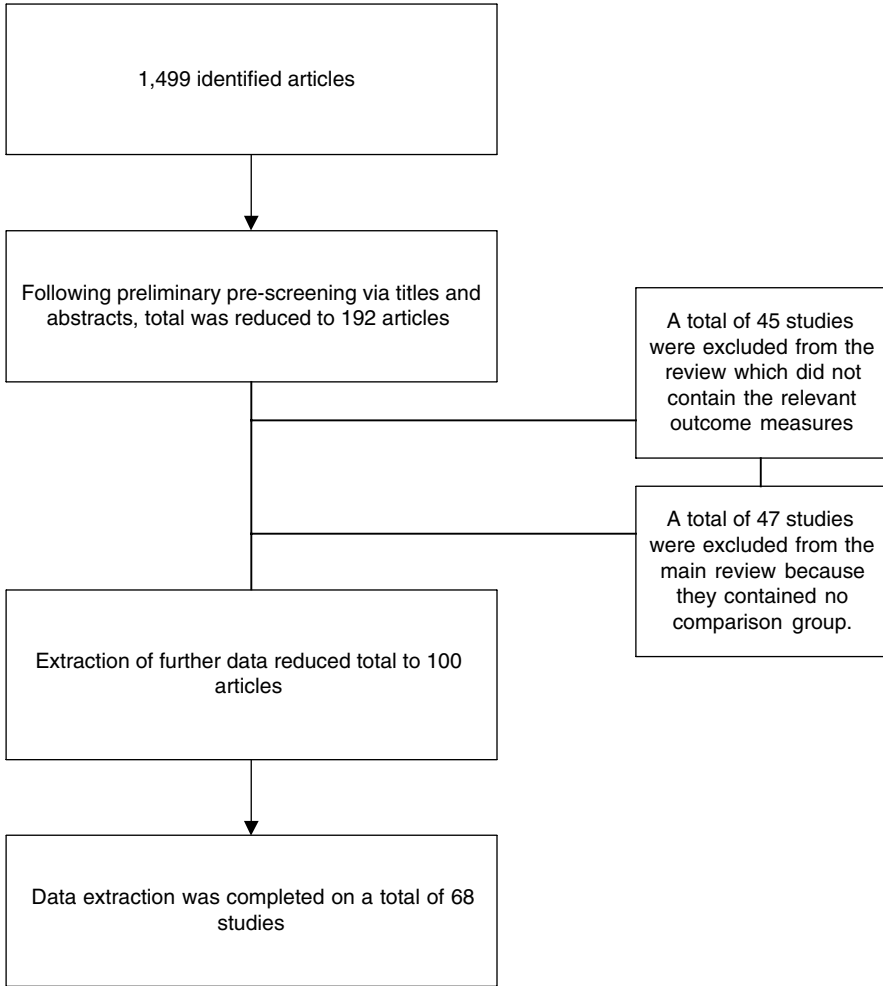 1,499 identified articles
Following preliminary pre-screening via titles and
abstracts, total was reduced to 192 articles
A total of 45 studies
were excluded from the
review which did not
contain the relevant
outcome measures
A total of 47 studies
were excluded from the
main review because
they contained no
comparison group.
Extraction of further data reduced total to 100
articles
Data extraction was completed on a total of 68
studies